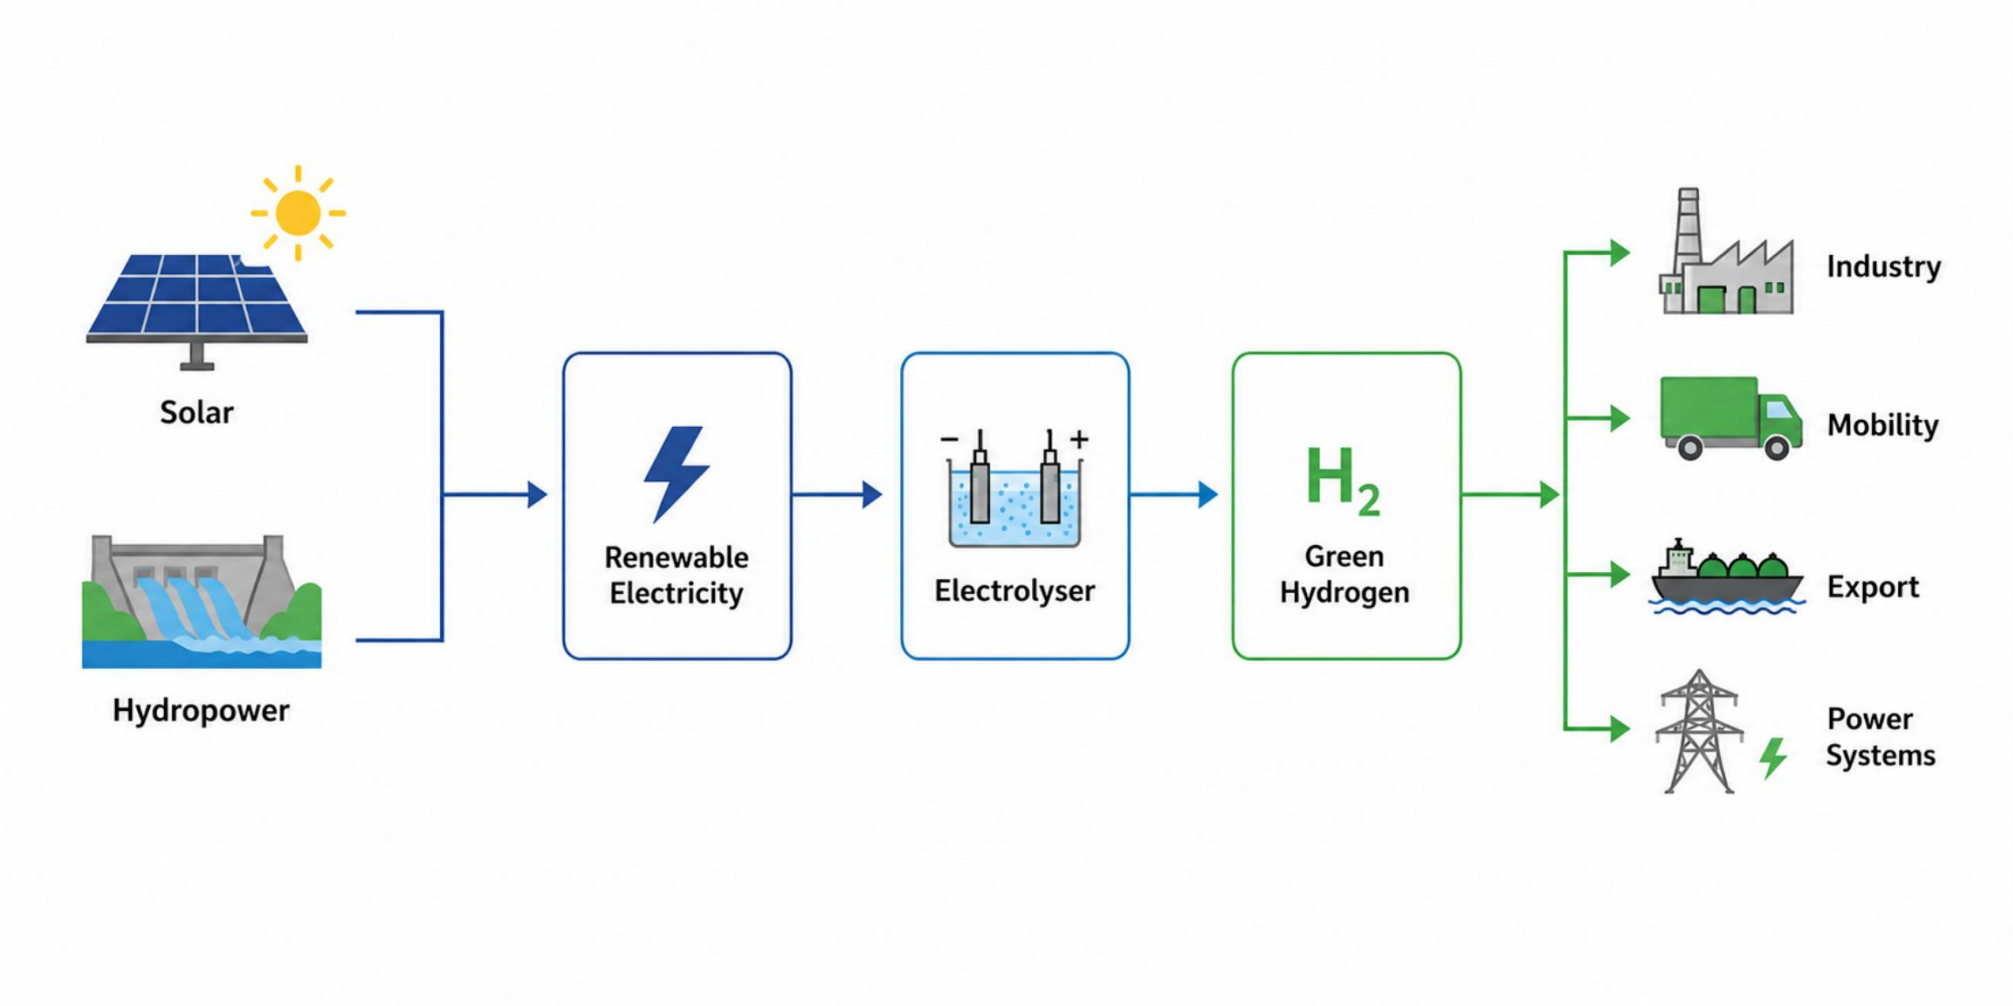 Solar
Hydropower
Renewable
Electricity
− +
Electrolyser
H₂
Green
Hydrogen
Industry
Mobility
Export
Power
Systems